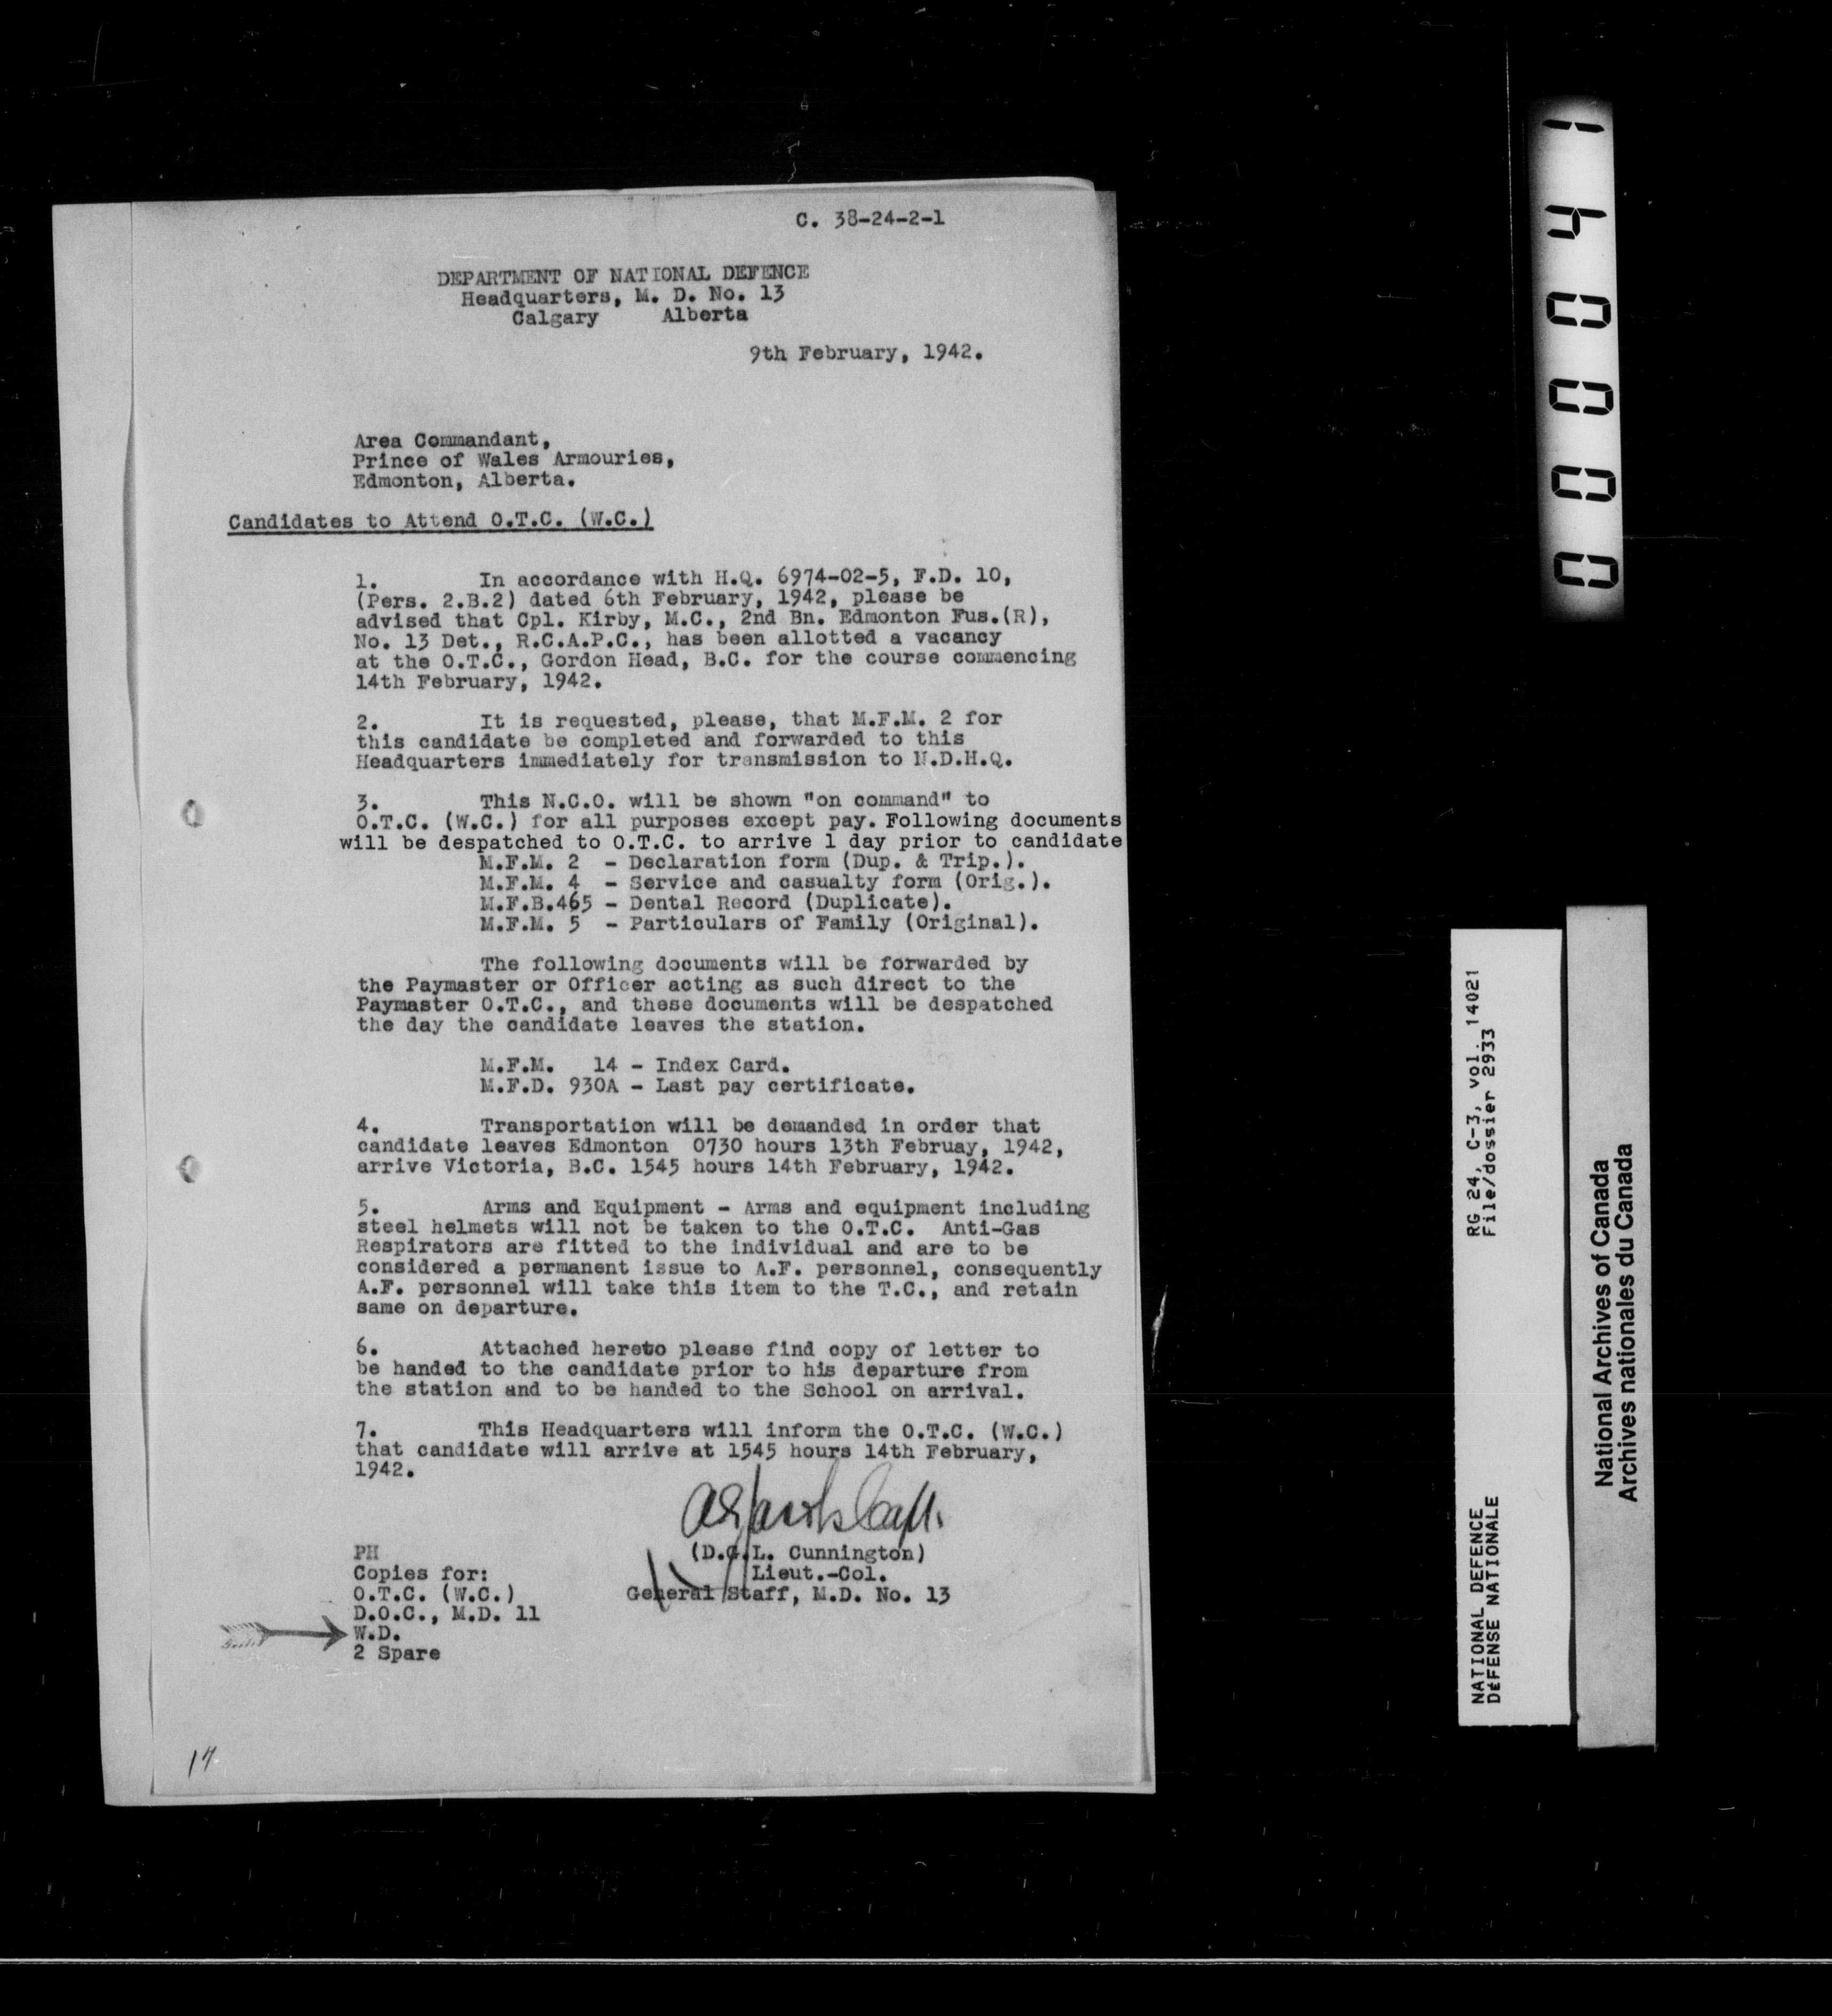 C. 38-24-2-1
DEPARTMENT OF NATIONAL DEFENCE
Headquarters, M. D. No. 13
Calgary Alberta
9th February, 1942.
Area Commandant,
Prince of Wales Armouries,
Edmonton, Alberta.
Candidates to Attend O.T.C. (W.C.)
1. In accordance with H.Q. 6974-02-5, F.D. 10,
(Pers. 2.B.2) dated 6th February, 1942, please be
advised that Cpl. Kirby, M.C., 2nd Bn. Edmonton Fus.(R),
No. 13 Det., R.C.A.P.C., has been allotted a vacancy
at the O.T.C., Gordon Head, B.C. for the course commencing
14th February, 1942.
2. It is requested, please, that M.F.M. 2 for
this candidate be completed and forwarded to this
Headquarters immediately for transmission to N.D.H.Q.
3. This N.C.O. will be shown "on command" to
O.T.C. (W.C.) for all purposes except pay. Following documents
will be despatched to O.T.C. to arrive 1 day prior to candidate
M.F.M. 2 - Declaration form (Dup. & Trip.).
M.F.M. 4 - Service and casualty form (Orig.).
M.F.B.465 - Dental Record (Duplicate).
M.F.M. 5 - Particulars of Family (Original).
The following documents will be forwarded by
the Paymaster or Officer acting as such direct to the
Paymaster O.T.C., and these documents will be despatched
the day the candidate leaves the station.
M.F.M. 14 - Index Card.
M.F.D. 930A - Last pay certificate.
4. Transportation will be demanded in order that
candidate leaves Edmonton 0730 hours 13th Februay, 1942,
arrive Victoria, B.C. 1545 hours 14th February, 1942.
5. Arms and Equipment - Arms and equipment including
steel helmets will not be taken to the O.T.C. Anti-Gas
Respirators are fitted to the individual and are to be
considered a permanent issue to A.F. personnel, consequently
A.F. personnel will take this item to the T.C., and retain
same on departure.
6. Attached hereto please find copy of letter to
be handed to the candidate prior to his departure from
the station and to be handed to the School on arrival.
7. This Headquarters will inform the O.T.C. (W.C.)
that candidate will arrive at 1545 hours 14th February,
1942.
(D.G.L. Cunnington)
Lieut.-Col.
General Staff, M.D. No. 13
PH
Copies for:
O.T.C. (W.C.)
D.O.C., M.D. 11
W.D.
2 Spare
000041
RG 24, C-3, vol. 14021
File/dossier 2933
NATIONAL DEFENCE
DÉFENSE NATIONALE
National Archives of Canada
Archives nationales du Canada